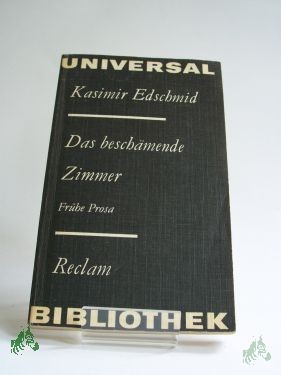 UNIVERSAL
Kasimir Edschmid
Das beschämende
Zimmer
Frühe Prosa
Reclam
BIBLIOTHEK